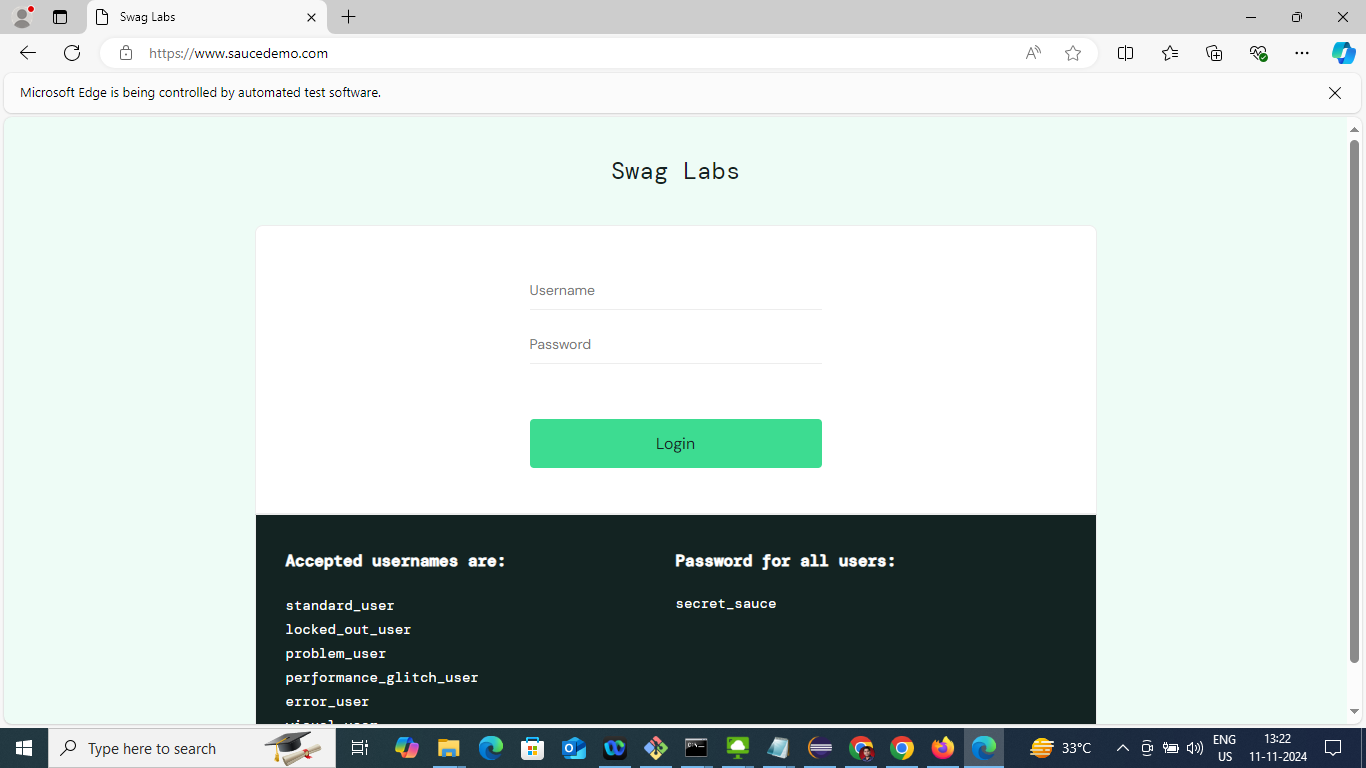 Swag Labs
https://www.saucedemo.com
Microsoft Edge is being controlled by automated test software.
Swag Labs
Username
Password
Login
Accepted usernames are:
standard_user
locked_out_user
problem_user
performance_glitch_user
error_user
visual_user
Password for all users:
secret_sauce
Type here to search
33°C
ENG
US
13:22
11-11-2024